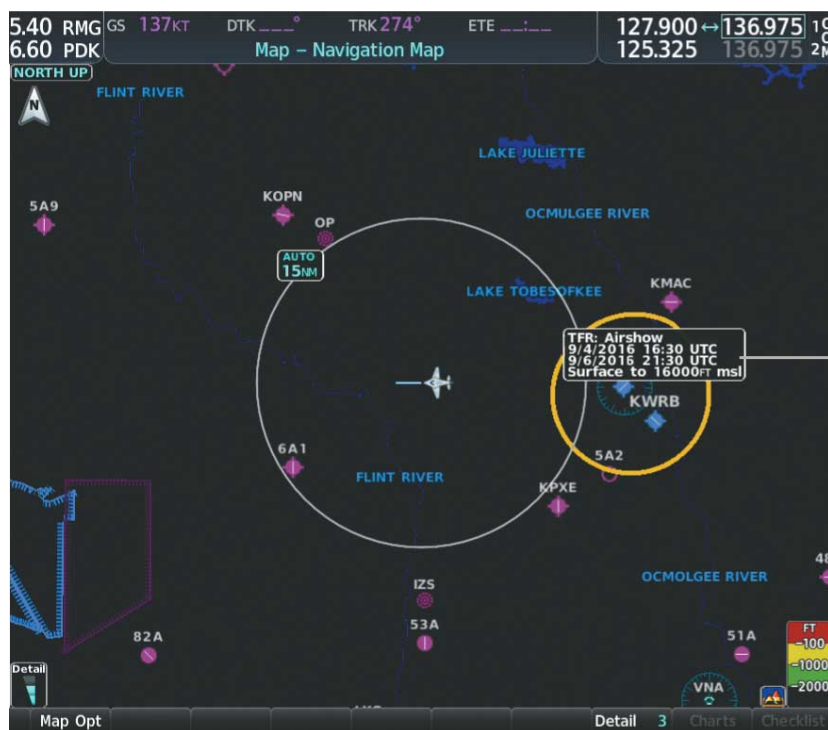 5.40 RMG
6.60 PDK
GS 137KT
DTK ___°
TRK 274°
ETE __:__
Map – Navigation Map
127.900 ↔ 136.975
125.325 136.975
NORTH UP
N
FLINT RIVER
LAKE JULIETTE
5A9
KOPN
OP
OCMULGEE RIVER
AUTO
15NM
LAKE TOBESOFKEE
KMAC
TFR: Airshow
9/4/2016 16:30 UTC
9/6/2016 21:30 UTC
Surface to 16000FT msl
KWRB
6A1
FLINT RIVER
5A2
KPXE
IZS
OCMOLGEE RIVER
48
82A
53A
51A
FT
-100
-1000
-2000
Detail
VNA
Map Opt
Detail 3
Charts
Checklist